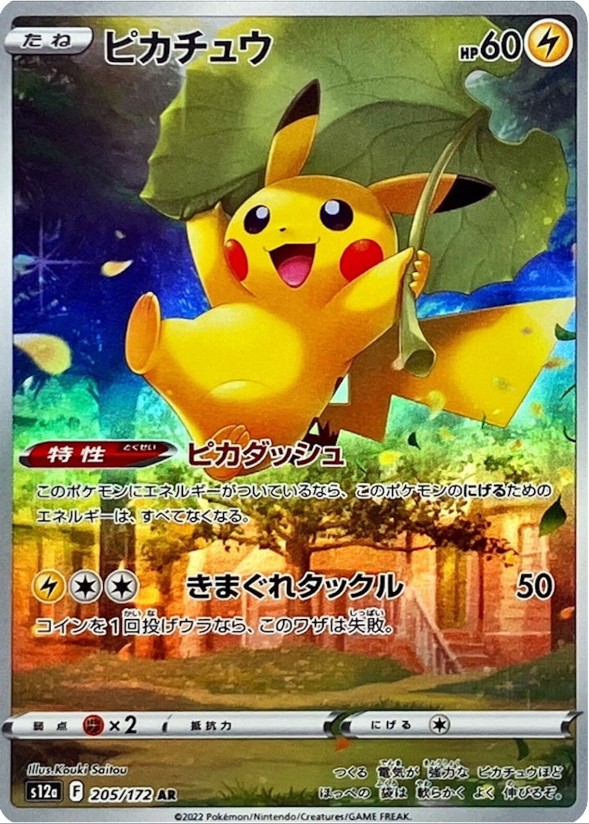 たね ピカチュウ HP60
特性 とくせい ピカダッシュ
このポケモンにエネルギーがついているなら、このポケモンのにげるための
エネルギーは、すべてなくなる。
きまぐれタックル 50
コインを1回投げウラなら、このワザは失敗。
弱点 ×2 抵抗力 にげる
Illus.Kouki Saitou
つくる 電気が 強力な ピカチュウほど
ほっぺの 袋は 軟らかく よく 伸びるぞ。
s12a F 205/172 AR
©2022 Pokémon/Nintendo/Creatures/GAME FREAK.